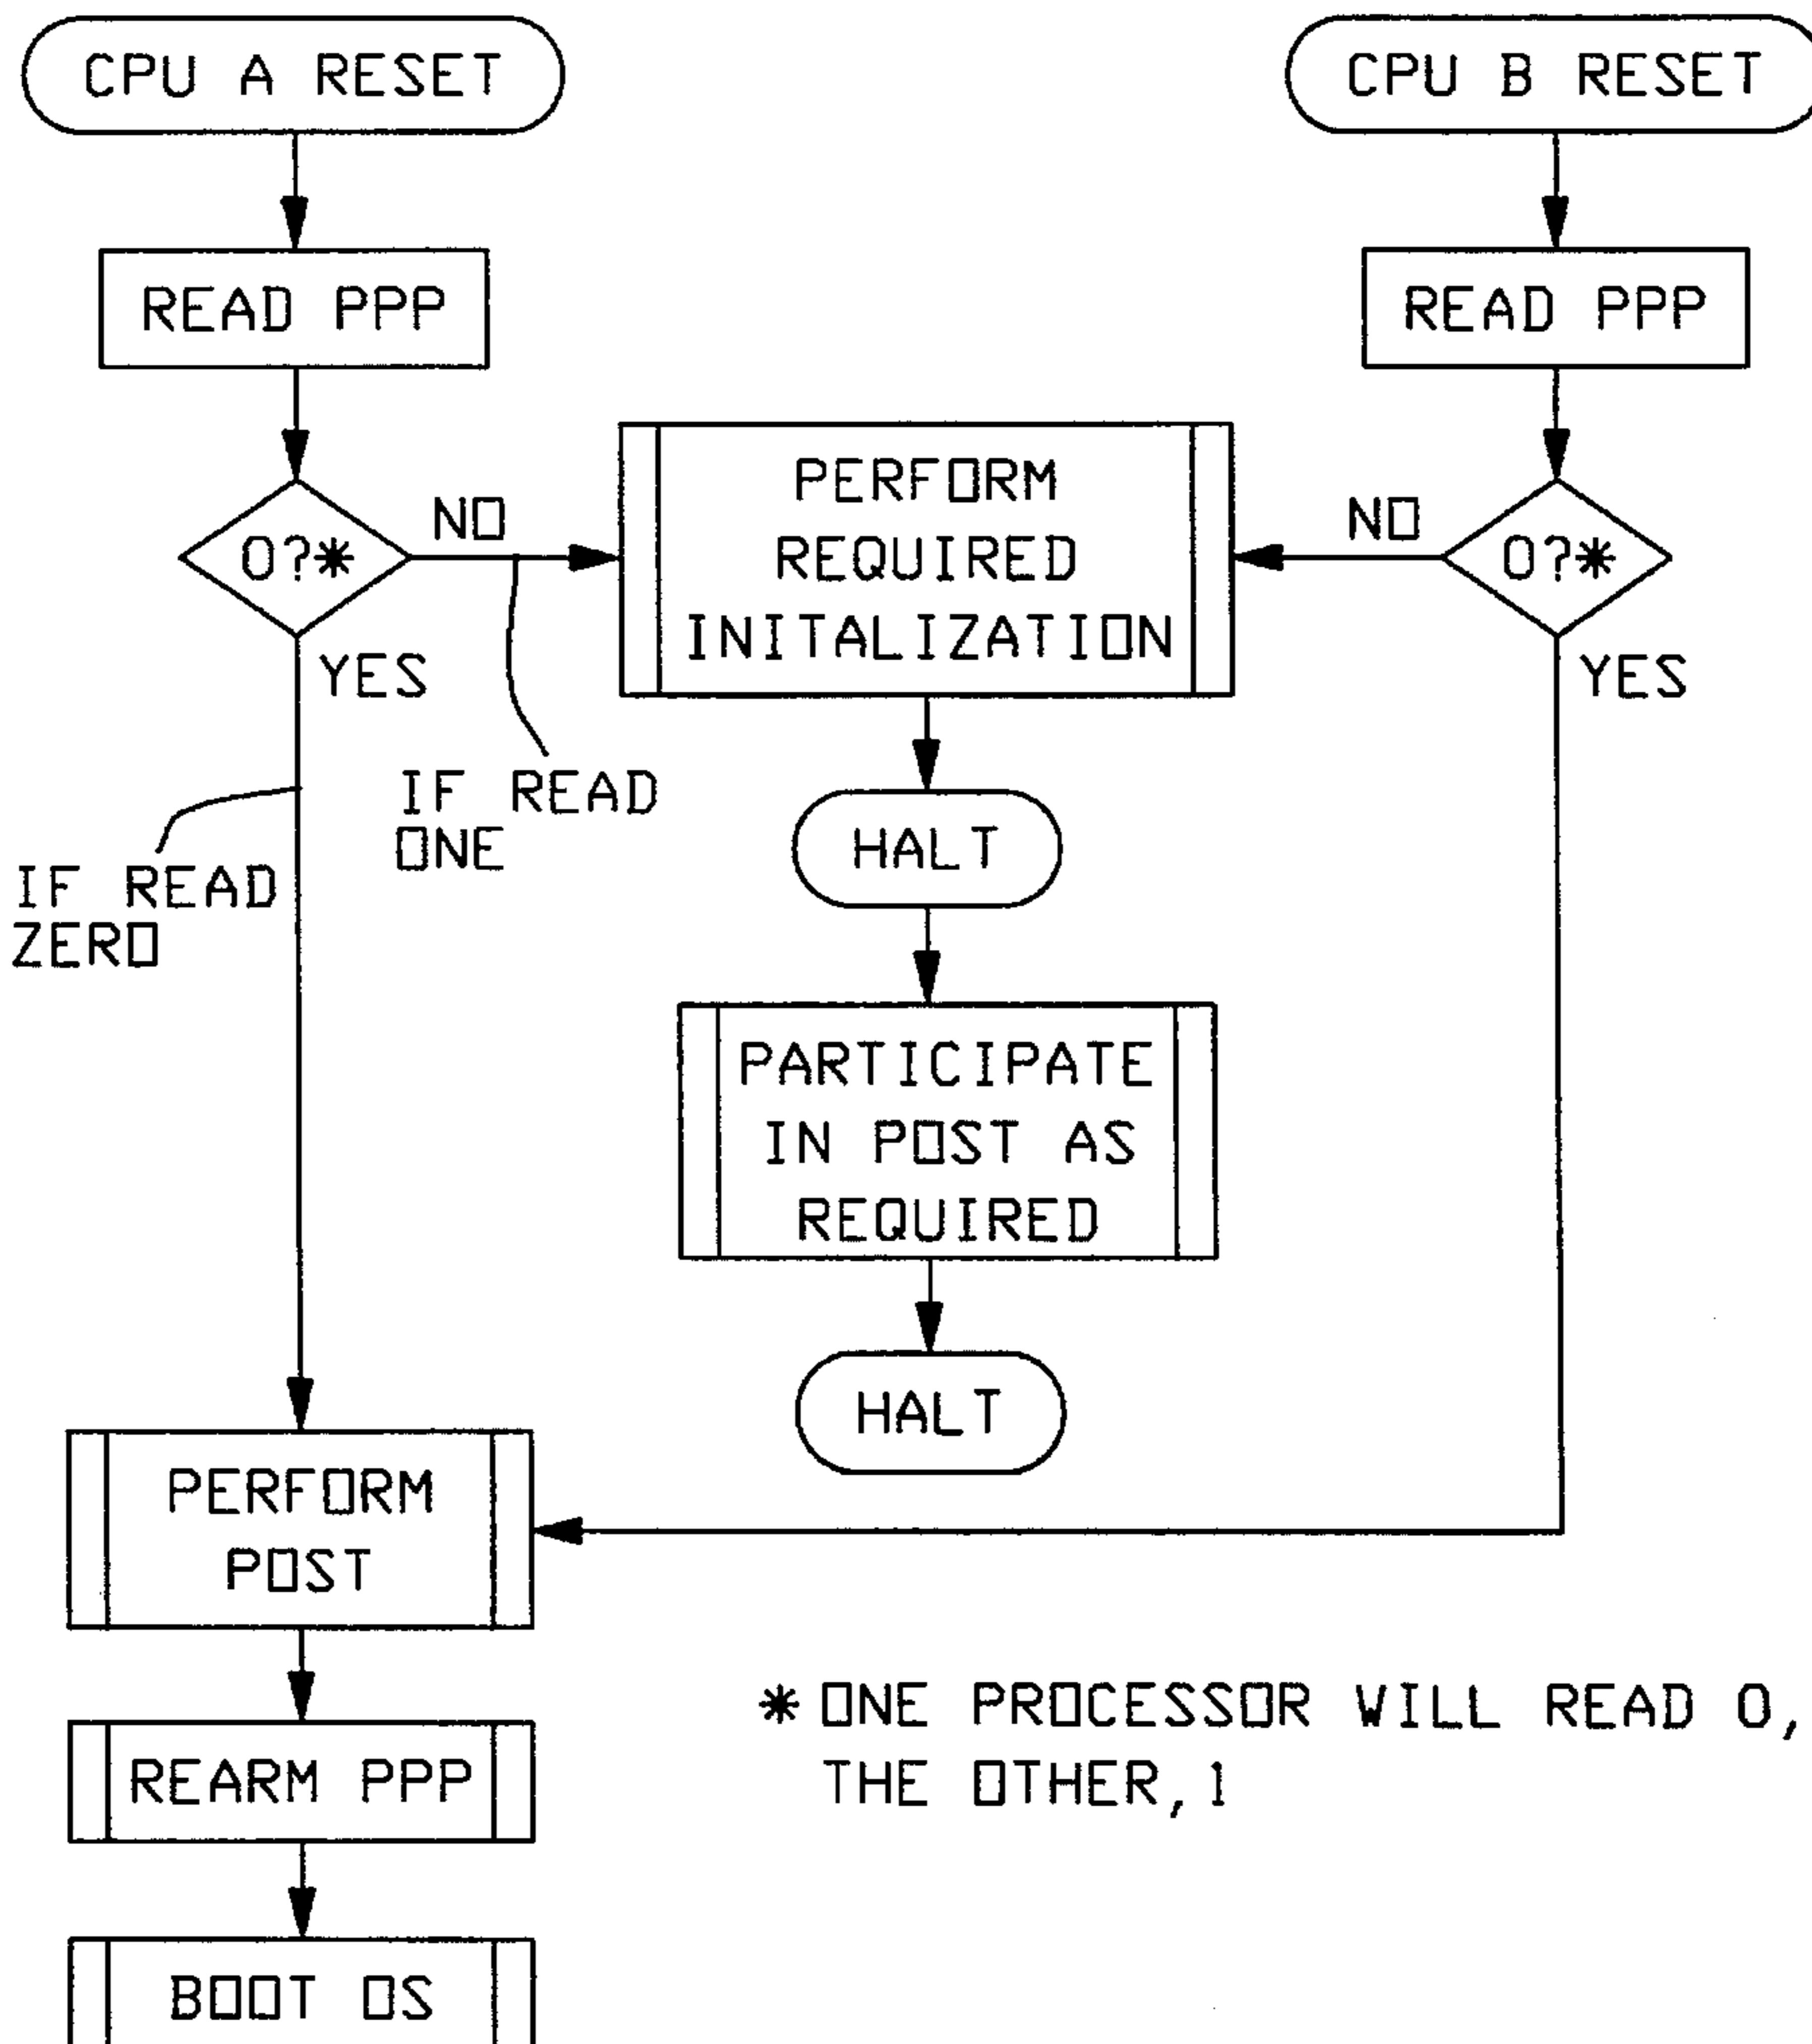 CPU A RESET
CPU B RESET
READ PPP
READ PPP
0?*
NO
PERFORM
REQUIRED
INITALIZATION
NO
0?*
YES
YES
IF READ
ONE
IF READ
ZERO
HALT
PARTICIPATE
IN POST AS
REQUIRED
HALT
PERFORM
POST
REARM PPP
BOOT OS
* ONE PROCESSOR WILL READ 0,
THE OTHER, 1